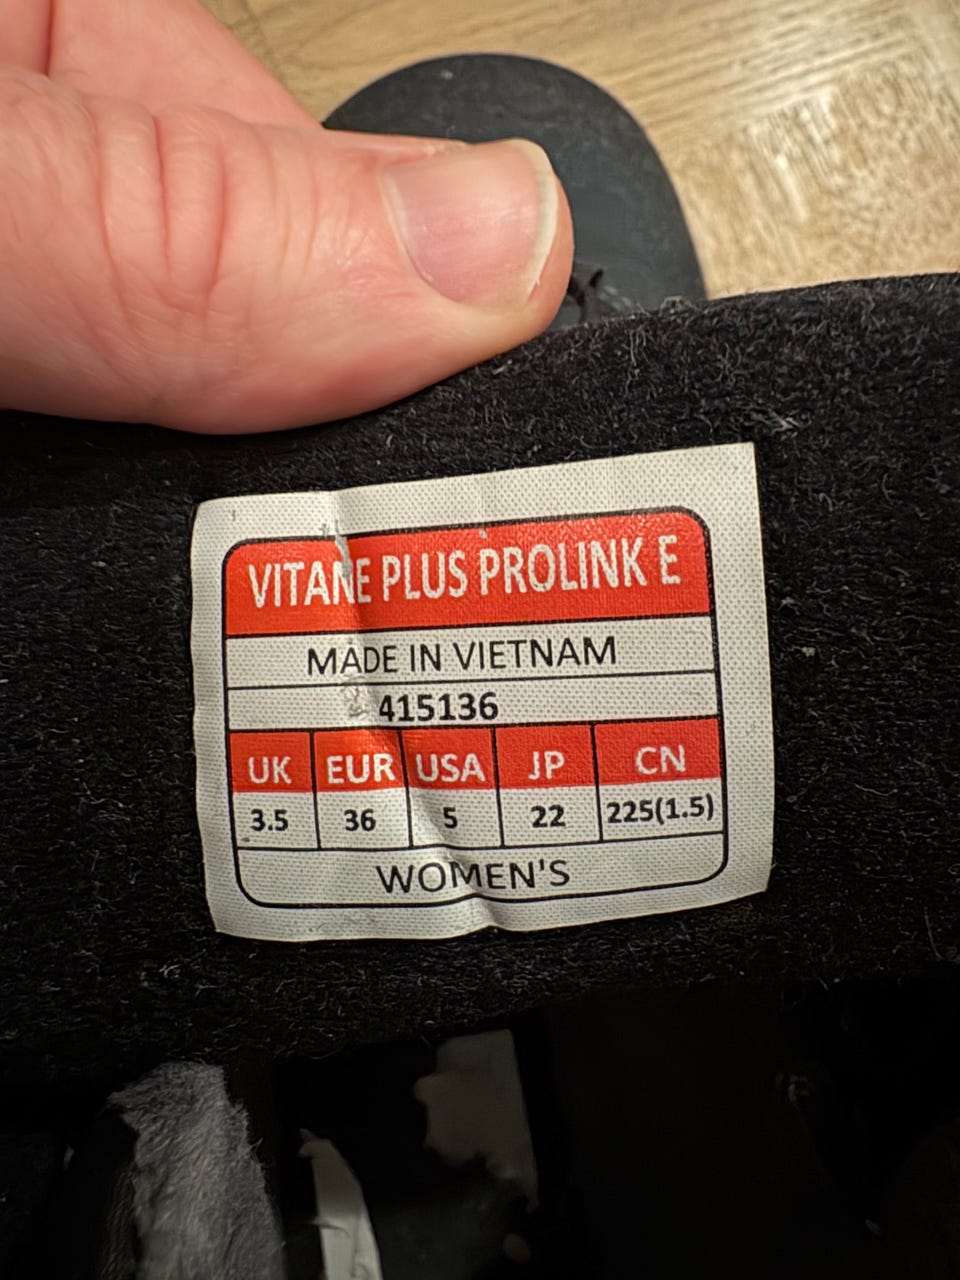 VITANE PLUS PROLINK E
MADE IN VIETNAM
415136
UK EUR USA JP CN
3.5 36 5 22 225(1.5)
WOMEN'S